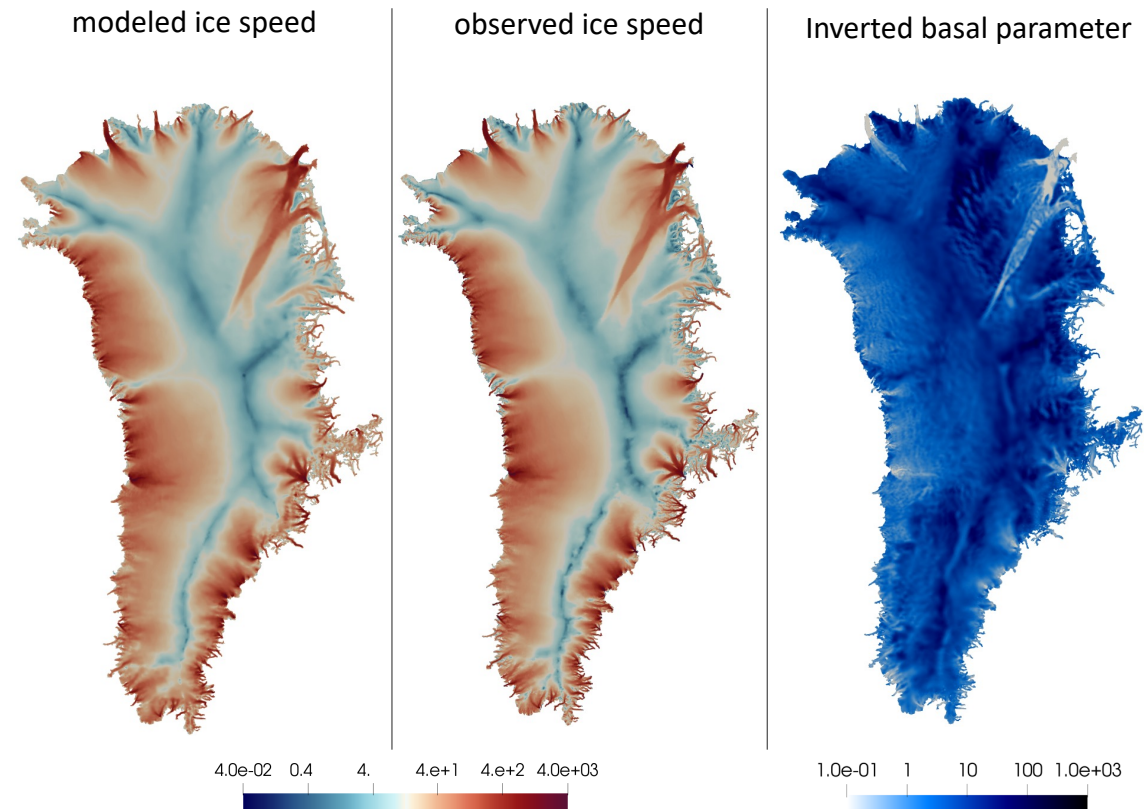 modeled ice speed
observed ice speed
Inverted basal parameter
4.0e-02 0.4 4. 4.e+1 4.e+2 4.0e+03
1.0e-01 1 10 100 1.0e+03